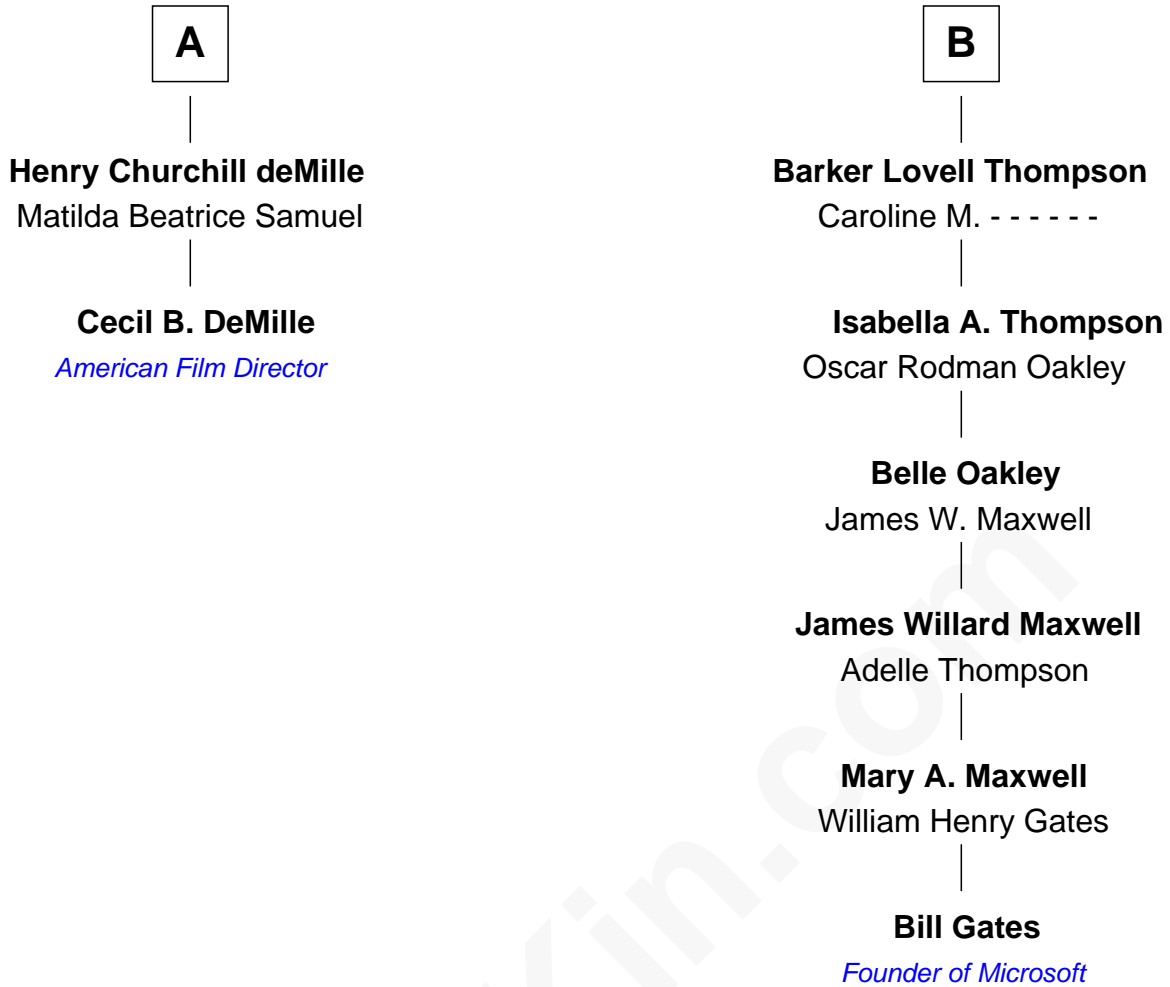 A
Henry Churchill deMille
Matilda Beatrice Samuel
Cecil B. DeMille
American Film Director
B
Barker Lovell Thompson
Caroline M. - - - - - -
Isabella A. Thompson
Oscar Rodman Oakley
Belle Oakley
James W. Maxwell
James Willard Maxwell
Adelle Thompson
Mary A. Maxwell
William Henry Gates
Bill Gates
Founder of Microsoft